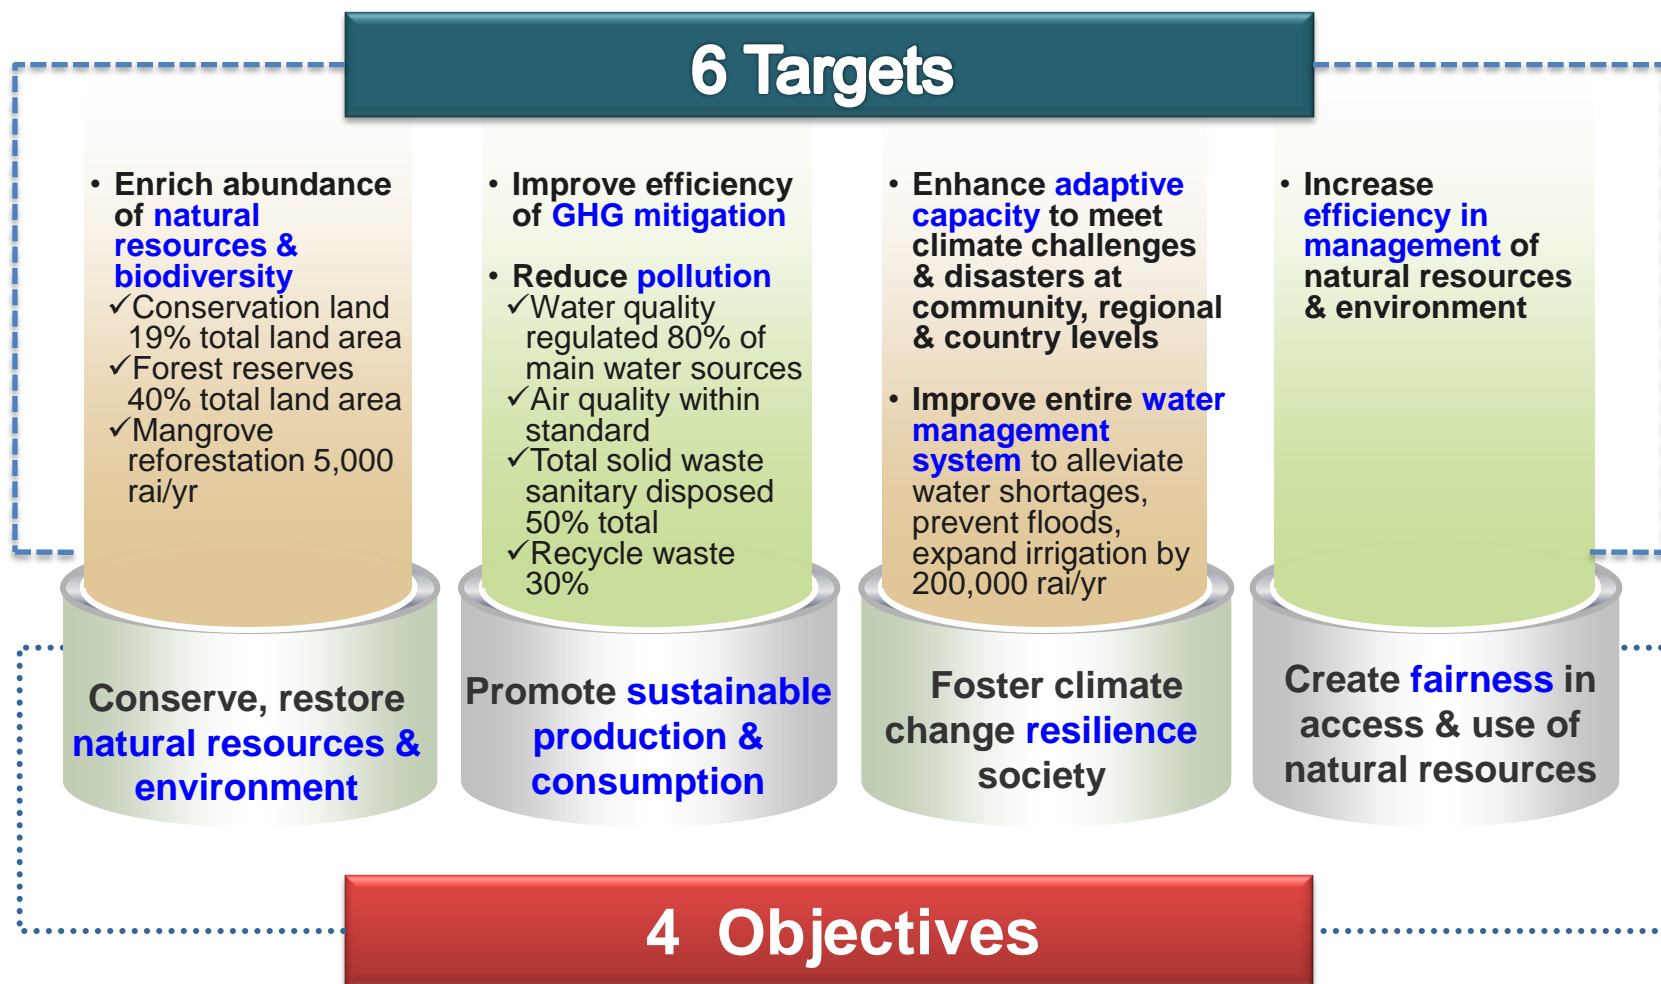 6 Targets
• Enrich abundance
of natural
resources &
biodiversity
✓Conservation land
19% total land area
✓Forest reserves
40% total land area
✓Mangrove
reforestation 5,000
rai/yr
• Improve efficiency
of GHG mitigation
• Reduce pollution
✓Water quality
regulated 80% of
main water sources
✓Air quality within
standard
✓Total solid waste
sanitary disposed
50% total
✓Recycle waste
30%
• Enhance adaptive
capacity to meet
climate challenges
& disasters at
community, regional
& country levels
• Improve entire water
management
system to alleviate
water shortages,
prevent floods,
expand irrigation by
200,000 rai/yr
• Increase
efficiency in
management of
natural resources
& environment
Conserve, restore
natural resources &
environment
Promote sustainable
production &
consumption
Foster climate
change resilience
society
Create fairness in
access & use of
natural resources
4 Objectives